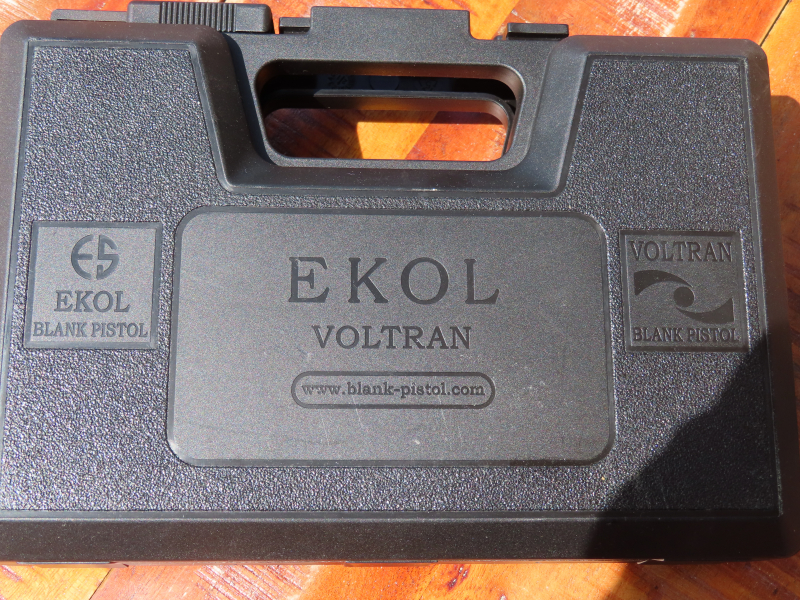 ES
EKOL
BLANK PISTOL
EKOL
VOLTRAN
www.blank-pistol.com
VOLTRAN
BLANK PISTOL